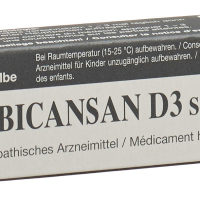 lbe
Bei Raumtemperatur (15-25 °C) aufbewahren. / Conse
Arzneimittel für Kinder unzugänglich aufbewahren. /
des enfants.
BICANSAN D3 s
pathisches Arzneimittel / Médicament H